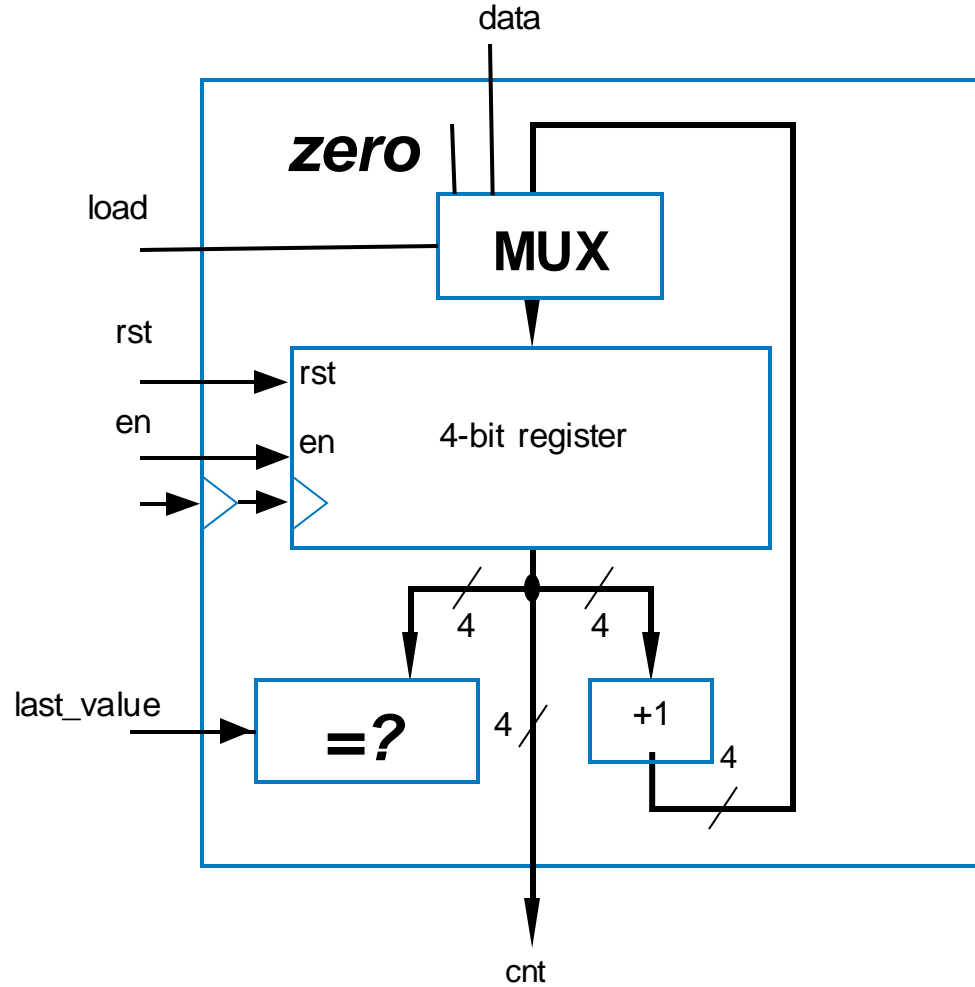 data
zero
load
MUX
rst
rst
en
en
4-bit register
4
4
last_value
=?
4
+1
4
cnt